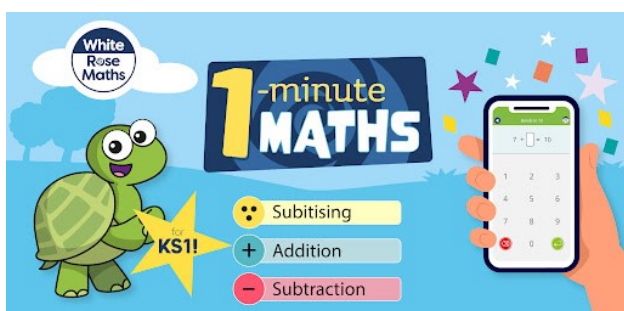 White
Rose
Maths
1-minute
MATHS
for
KS1!
Subitising
+ Addition
− Subtraction
7 + = 10
1 2 3
4 5 6
7 8 9
0